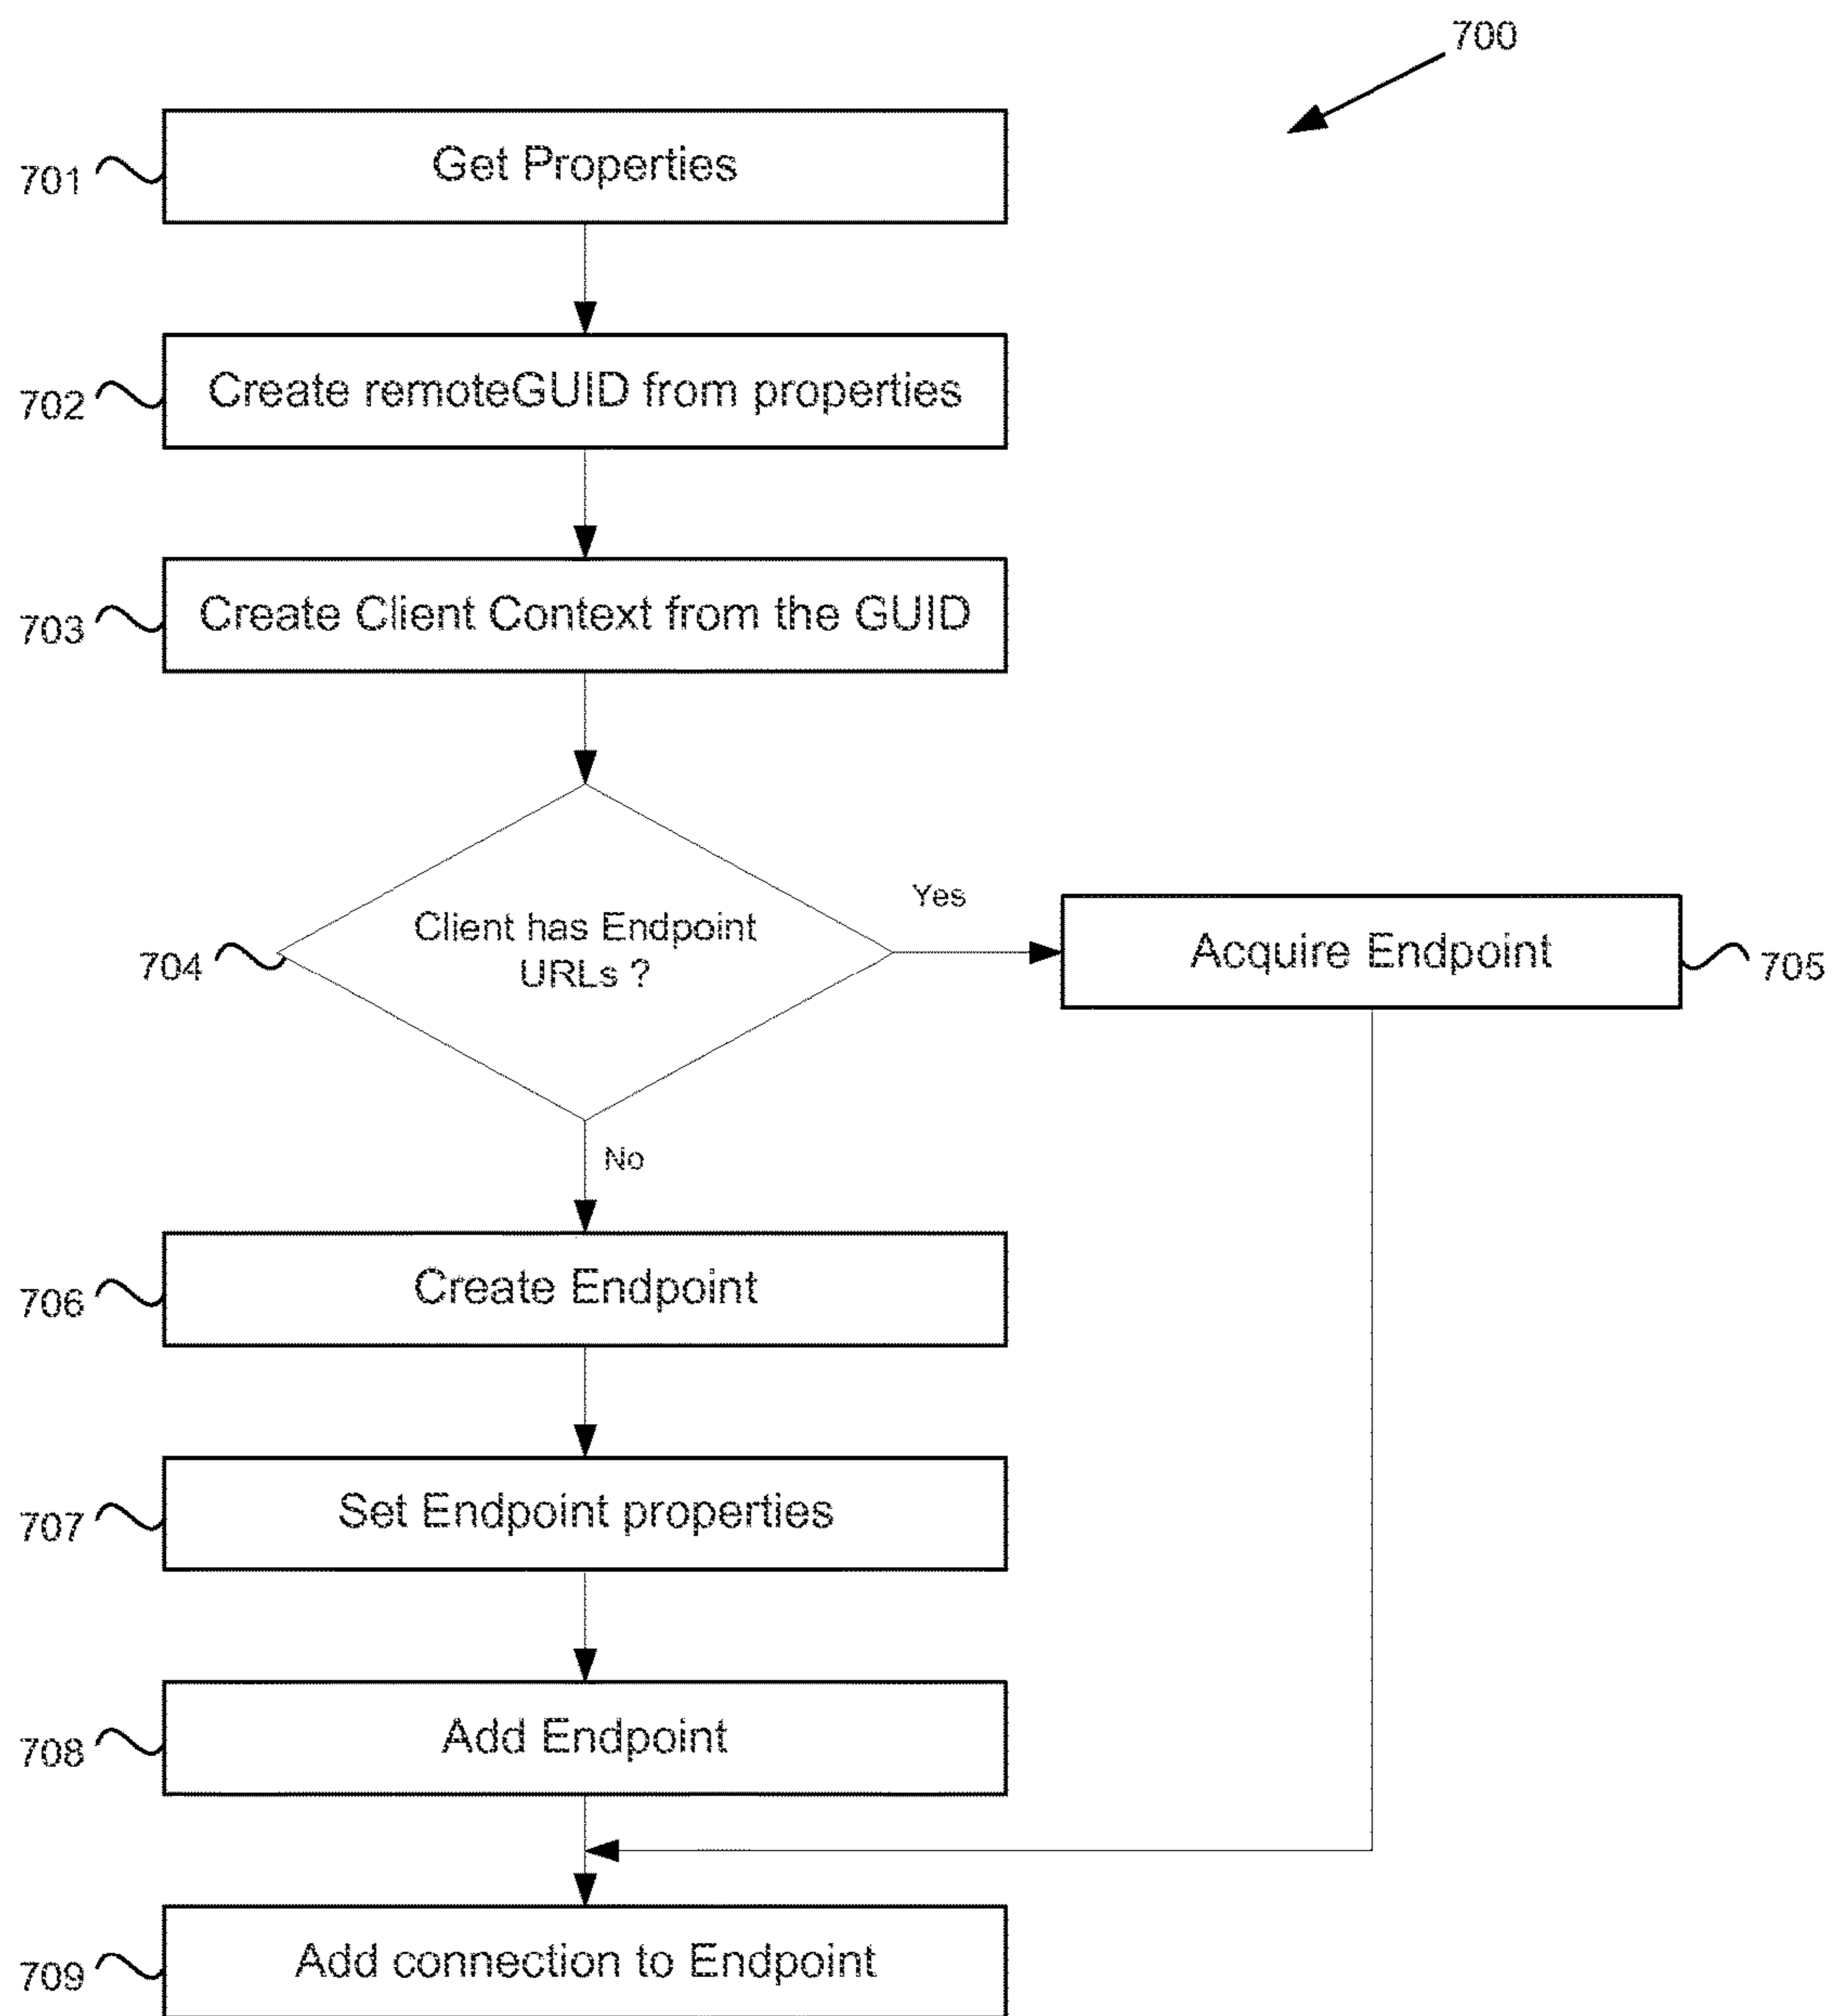 700
701
Get Properties
702
Create remoteGUID from properties
703
Create Client Context from the GUID
704
Client has Endpoint
URLs ?
Yes
Acquire Endpoint
705
No
706
Create Endpoint
707
Set Endpoint properties
708
Add Endpoint
709
Add connection to Endpoint